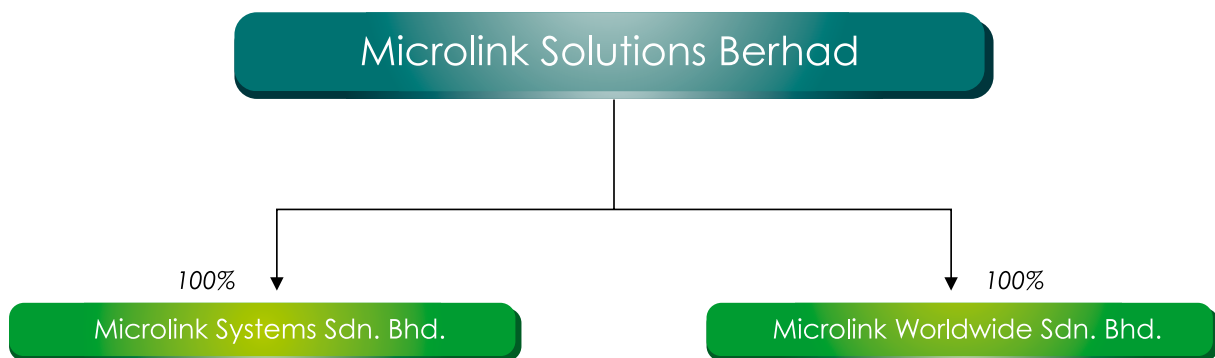 Microlink Solutions Berhad
100%
100%
Microlink Systems Sdn. Bhd.
Microlink Worldwide Sdn. Bhd.